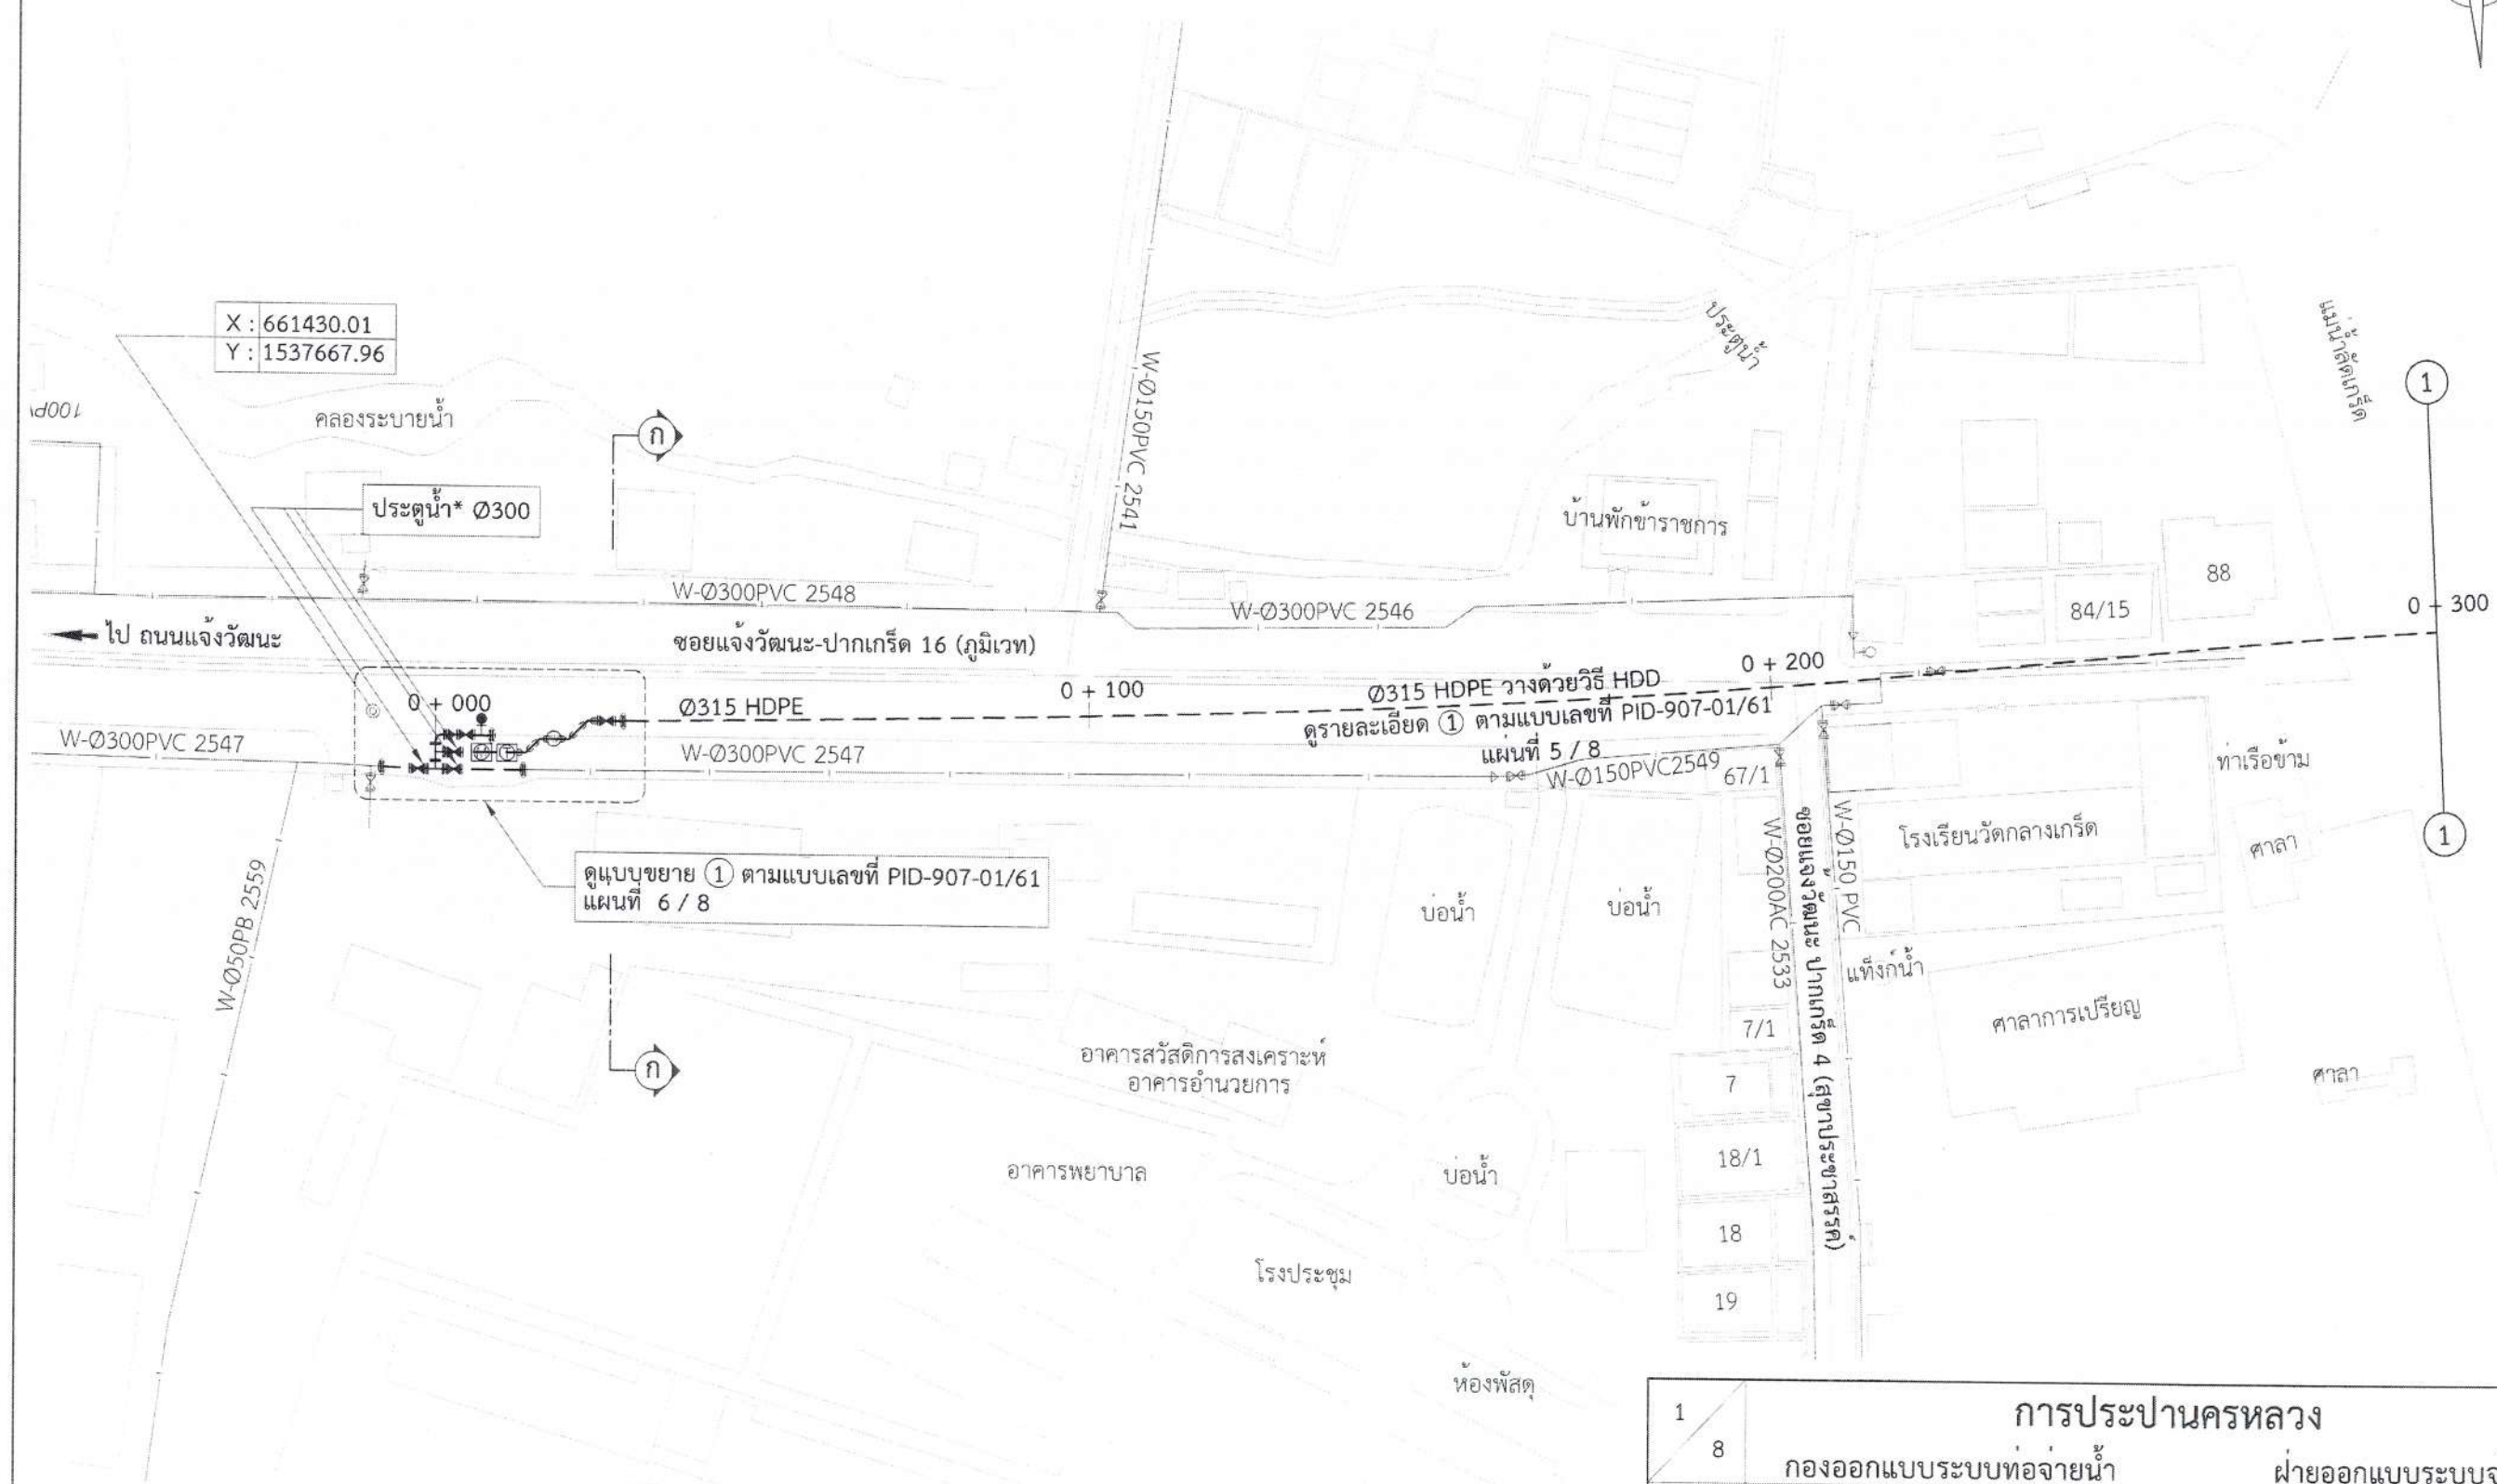 X : 661430.01
Y : 1537667.96
คลองระบายน้ำ
ก
ประตูน้ำ* Ø300
W-Ø150PVC 2541
ประตูน้ำ
แม่น้ำลัดเกร็ด
1
บ้านพักข้าราชการ
88
84/15
0 + 300
W-Ø300PVC 2548
W-Ø300PVC 2546
ไป ถนนแจ้งวัฒนะ
ซอยแจ้งวัฒนะ-ปากเกร็ด 16 (ภูมิเวท)
0 + 000
Ø315 HDPE
0 + 100
Ø315 HDPE วางด้วยวิธี HDD
0 + 200
ดูรายละเอียด 1 ตามแบบเลขที่ PID-907-01/61
แผ่นที่ 5 / 8
W-Ø300PVC 2547
W-Ø300PVC 2547
W-Ø150PVC2549
67/1
ท่าเรือข้าม
โรงเรียนวัดกลางเกร็ด
ศาลา
1
ดูแบบขยาย 1 ตามแบบเลขที่ PID-907-01/61
แผ่นที่ 6 / 8
W-Ø50PB 2559
บ่อน้ำ
บ่อน้ำ
W-Ø200AC 2533
ซอยแจ้งวัฒนะ ปากเกร็ด 4 (สุขาประชาสรรค์)
W-Ø150 PVC
แท็งก์น้ำ
ศาลาการเปรียญ
ศาลา
ก
อาคารสวัสดิการสงเคราะห์
อาคารอำนวยการ
7/1
7
อาคารพยาบาล
บ่อน้ำ
18/1
18
โรงประชุม
19
ห้องพัสดุ
1
8
การประปานครหลวง
กองออกแบบระบบท่อจ่ายน้ำ